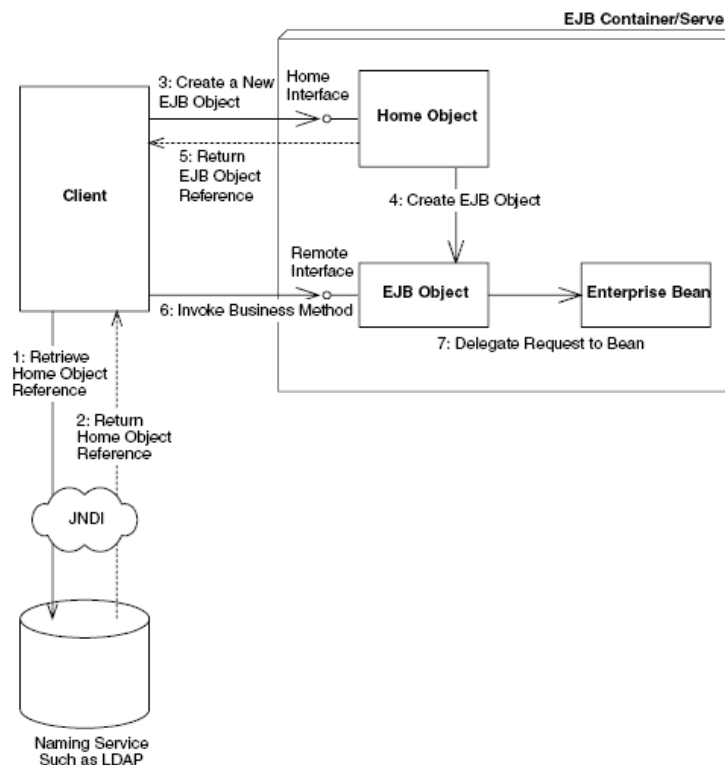 EJB Container/Serve
3: Create a New
EJB Object
Home
Interface
Home Object
5: Return
EJB Object
Reference
Client
4: Create EJB Object
Remote
Interface
EJB Object
Enterprise Bean
6: Invoke Business Method
7: Delegate Request to Bean
1: Retrieve
Home Object
Reference
2: Return
Home Object
Reference
JNDI
Naming Service
Such as LDAP